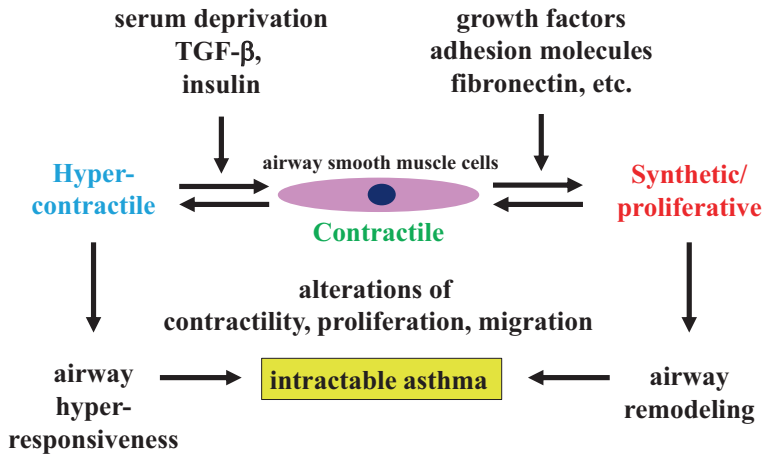 serum deprivation
TGF-β,
insulin
growth factors
adhesion molecules
fibronectin, etc.
airway smooth muscle cells
Hyper-
contractile
Contractile
Synthetic/
proliferative
alterations of
contractility, proliferation, migration
airway
hyper-
responsiveness
intractable asthma
airway
remodeling